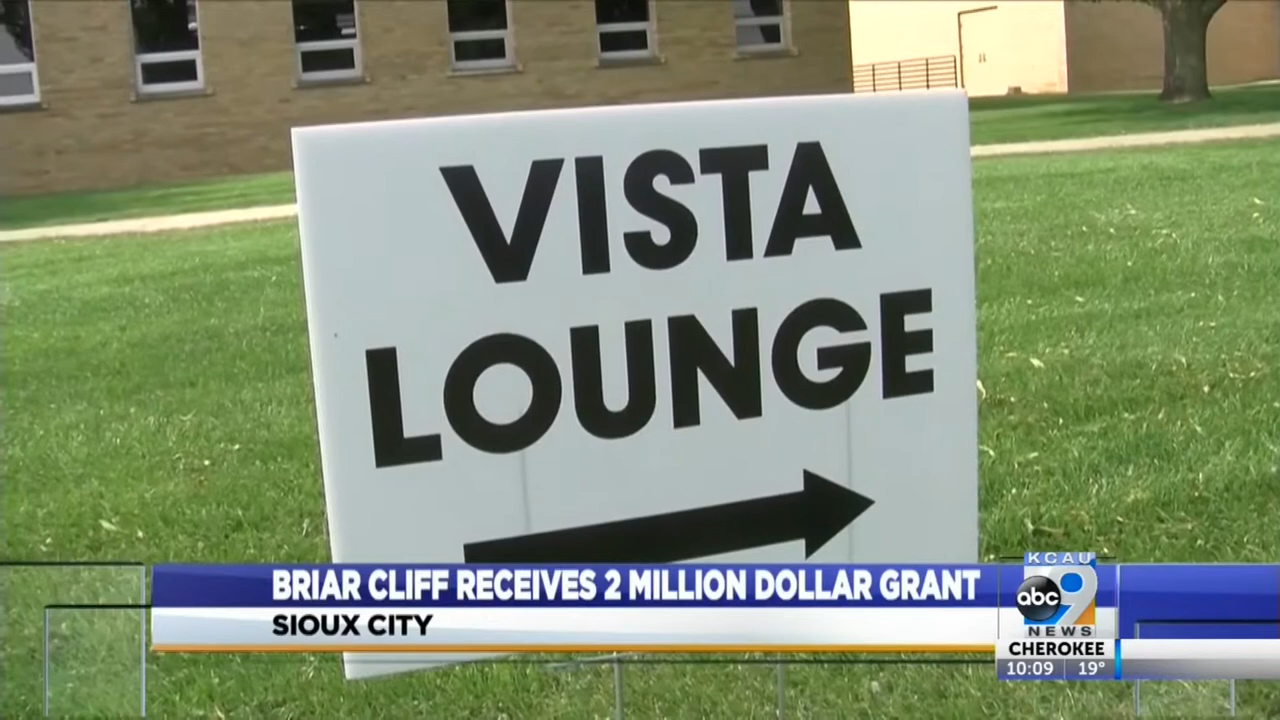 VISTA
LOUNGE
BRIAR CLIFF RECEIVES 2 MILLION DOLLAR GRANT
SIOUX CITY
KCAU
abc 9
NEWS
CHEROKEE
10:09 19°